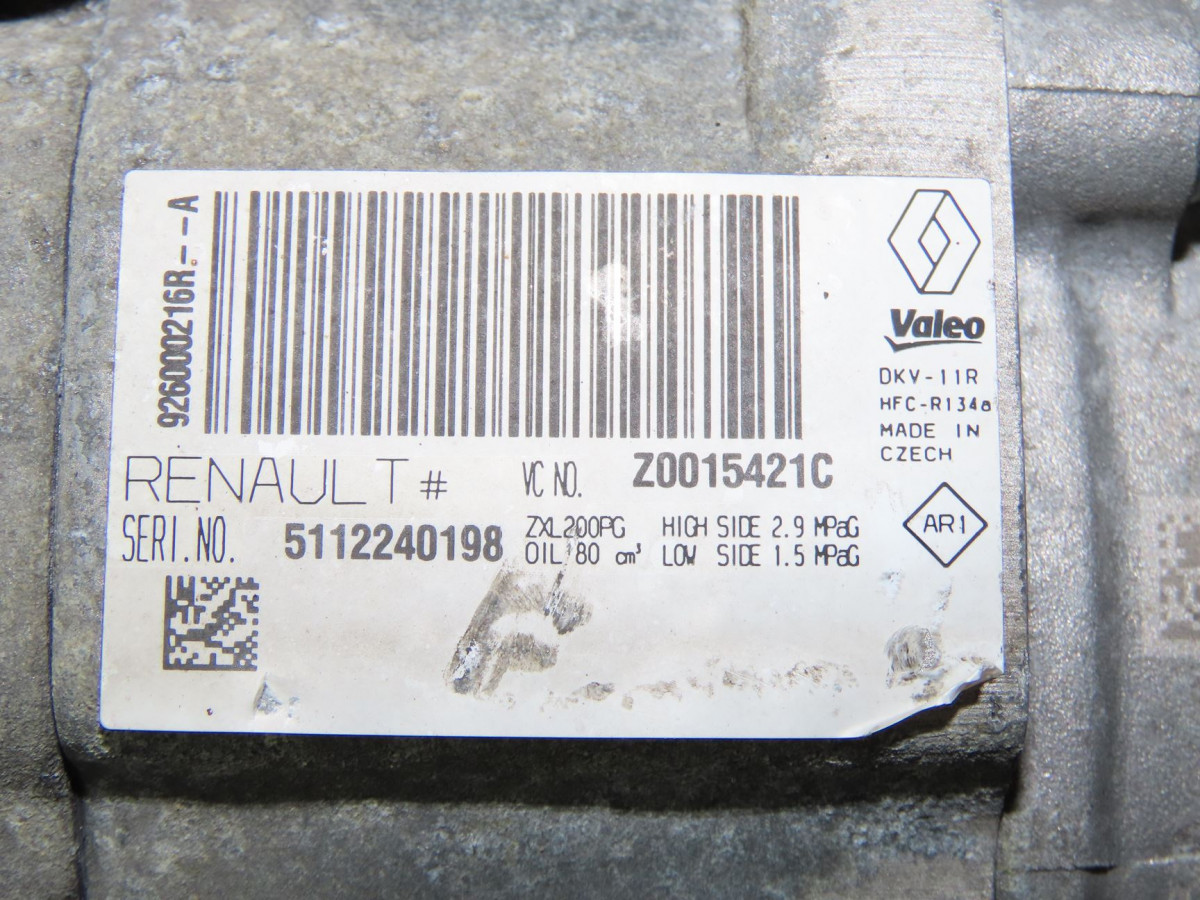 926000216R--A
Valeo
DKV-11R
HFC-R134a
MADE IN
CZECH
RENAULT# VC NO. Z0015421C
SERI.NO. 5112240198
ZXL200PG HIGH SIDE 2.9 MPaG
OIL 80 cm³ LOW SIDE 1.5 MPaG
AR1